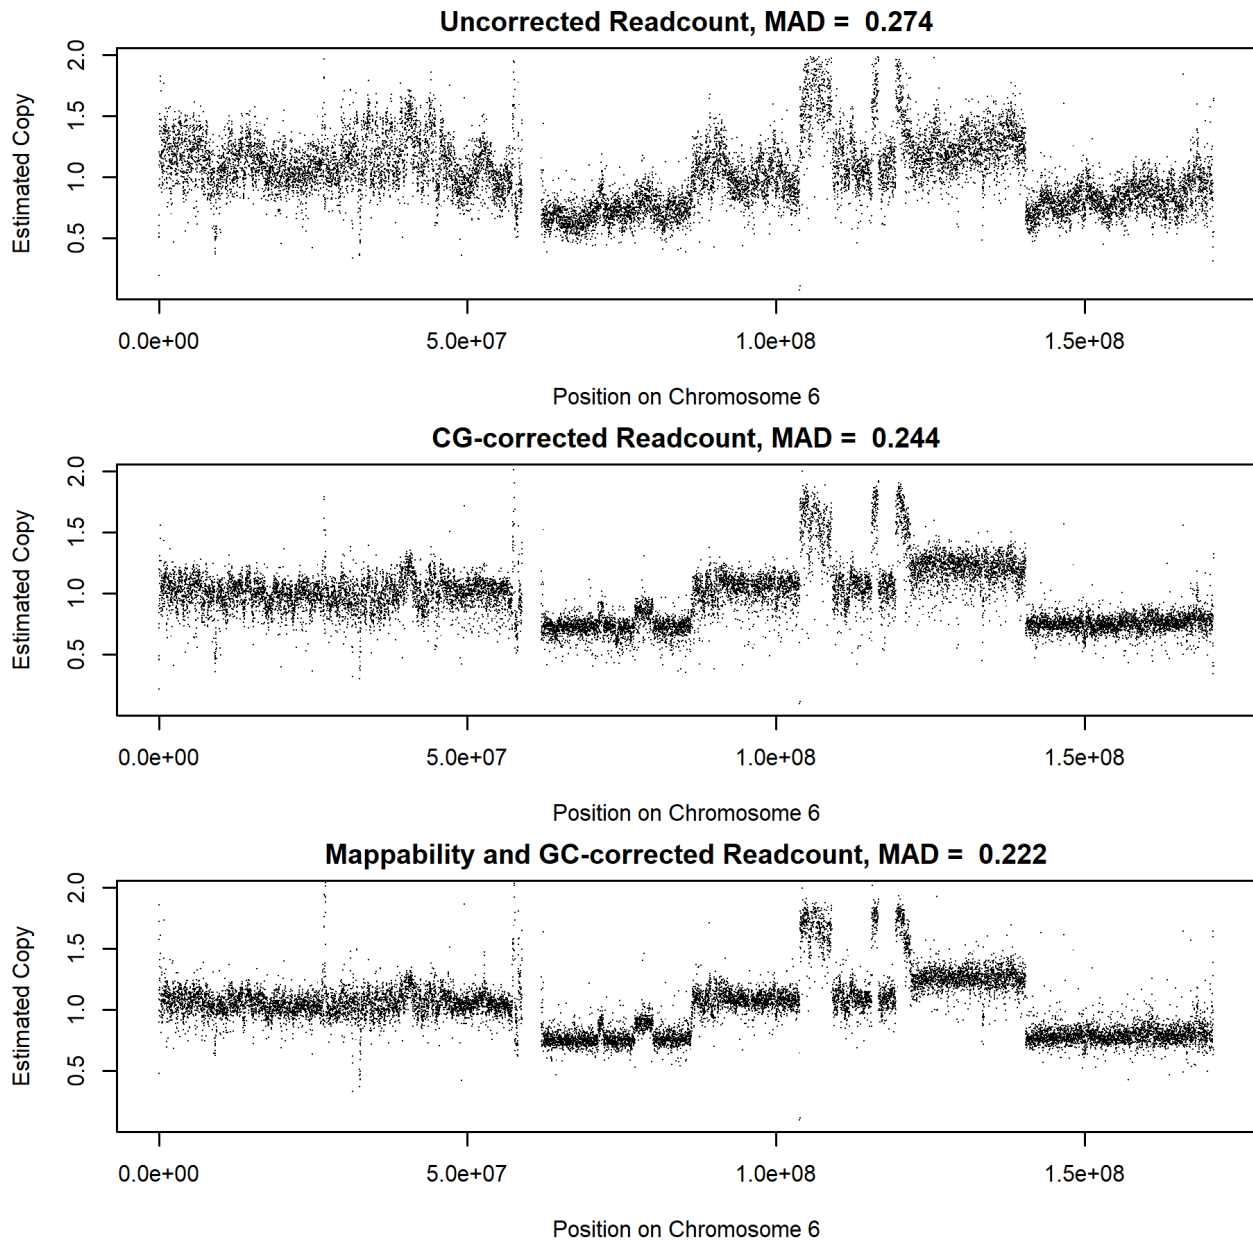 Uncorrected Readcount, MAD = 0.274
Estimated Copy
2.0
1.5
1.0
0.5
0.0e+00 5.0e+07 1.0e+08 1.5e+08
Position on Chromosome 6
CG-corrected Readcount, MAD = 0.244
Estimated Copy
2.0
1.5
1.0
0.5
0.0e+00 5.0e+07 1.0e+08 1.5e+08
Position on Chromosome 6
Mappability and GC-corrected Readcount, MAD = 0.222
Estimated Copy
2.0
1.5
1.0
0.5
0.0e+00 5.0e+07 1.0e+08 1.5e+08
Position on Chromosome 6